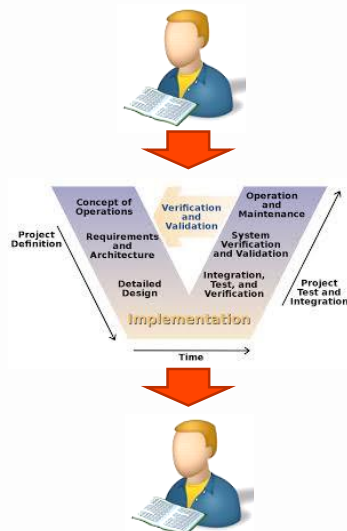 Concept of
Operations
Verification
and
Validation
Operation
and
Maintenance
Project
Definition
Requirements
and
Architecture
System
Verification
and Validation
Detailed
Design
Integration,
Test, and
Verification
Project
Test and
Integration
Implementation
Time